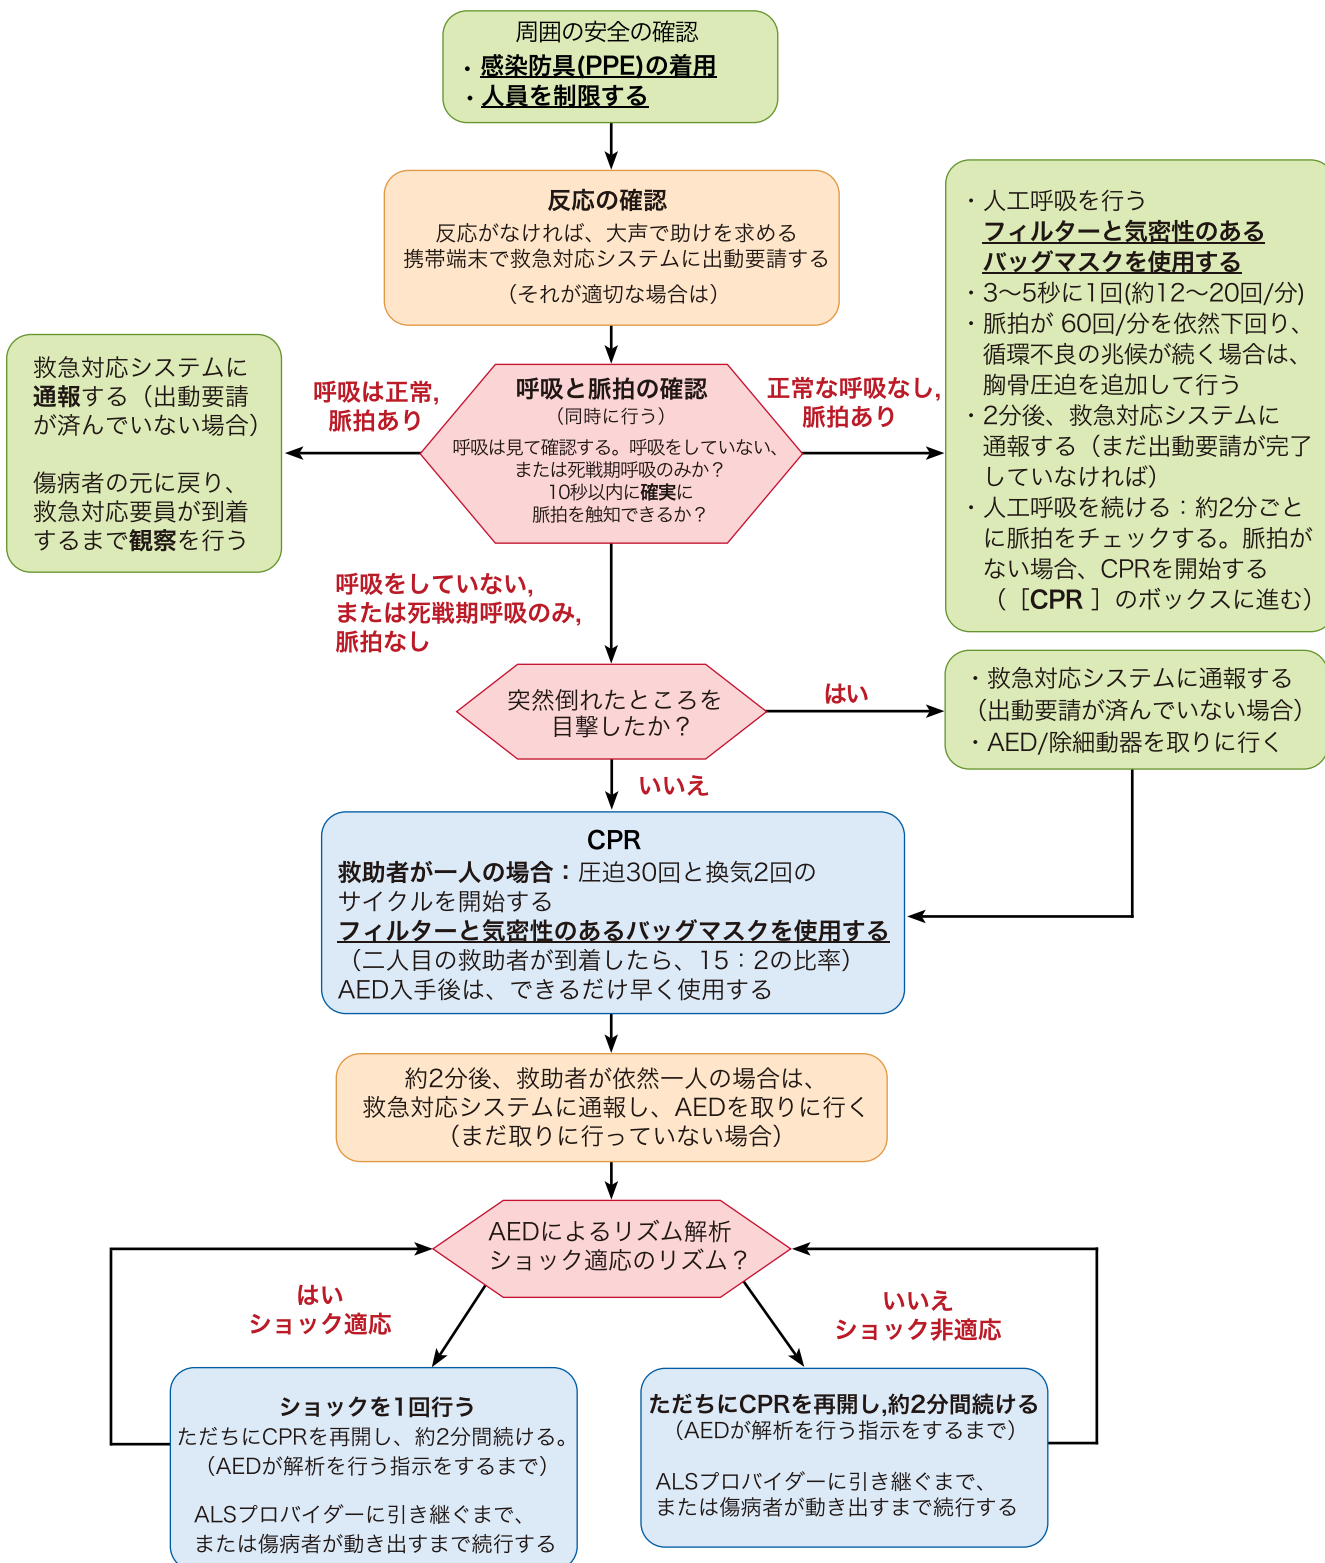 周囲の安全の確認
・感染防具(PPE)の着用
・人員を制限する
反応の確認
反応がなければ、大声で助けを求める
携帯端末で救急対応システムに出動要請する
（それが適切な場合は）
呼吸と脈拍の確認
（同時に行う）
呼吸は見て確認する。呼吸をしていない、
または死戦期呼吸のみか？
10秒以内に確実に
脈拍を触知できるか？
呼吸は正常,
脈拍あり
救急対応システムに
通報する（出動要請
が済んでいない場合）
傷病者の元に戻り、
救急対応要員が到着
するまで観察を行う
正常な呼吸なし,
脈拍あり
・人工呼吸を行う
フィルターと気密性のある
バッグマスクを使用する
・3〜5秒に1回(約12〜20回/分)
・脈拍が 60回/分を依然下回り、
循環不良の兆候が続く場合は、
胸骨圧迫を追加して行う
・2分後、救急対応システムに
通報する（まだ出動要請が完了
していなければ）
・人工呼吸を続ける：約2分ごと
に脈拍をチェックする。脈拍が
ない場合、CPRを開始する
（［CPR ］のボックスに進む）
呼吸をしていない,
または死戦期呼吸のみ,
脈拍なし
突然倒れたところを
目撃したか？
はい
・救急対応システムに通報する
（出動要請が済んでいない場合）
・AED/除細動器を取りに行く
いいえ
CPR
救助者が一人の場合：圧迫30回と換気2回の
サイクルを開始する
フィルターと気密性のあるバッグマスクを使用する
（二人目の救助者が到着したら、15：2の比率）
AED入手後は、できるだけ早く使用する
約2分後、救助者が依然一人の場合は、
救急対応システムに通報し、AEDを取りに行く
（まだ取りに行っていない場合）
AEDによるリズム解析
ショック適応のリズム？
はい
ショック適応
いいえ
ショック非適応
ショックを1回行う
ただちにCPRを再開し、約2分間続ける。
（AEDが解析を行う指示をするまで）
ALSプロバイダーに引き継ぐまで、
または傷病者が動き出すまで続行する
ただちにCPRを再開し,約2分間続ける
（AEDが解析を行う指示をするまで）
ALSプロバイダーに引き継ぐまで、
または傷病者が動き出すまで続行する